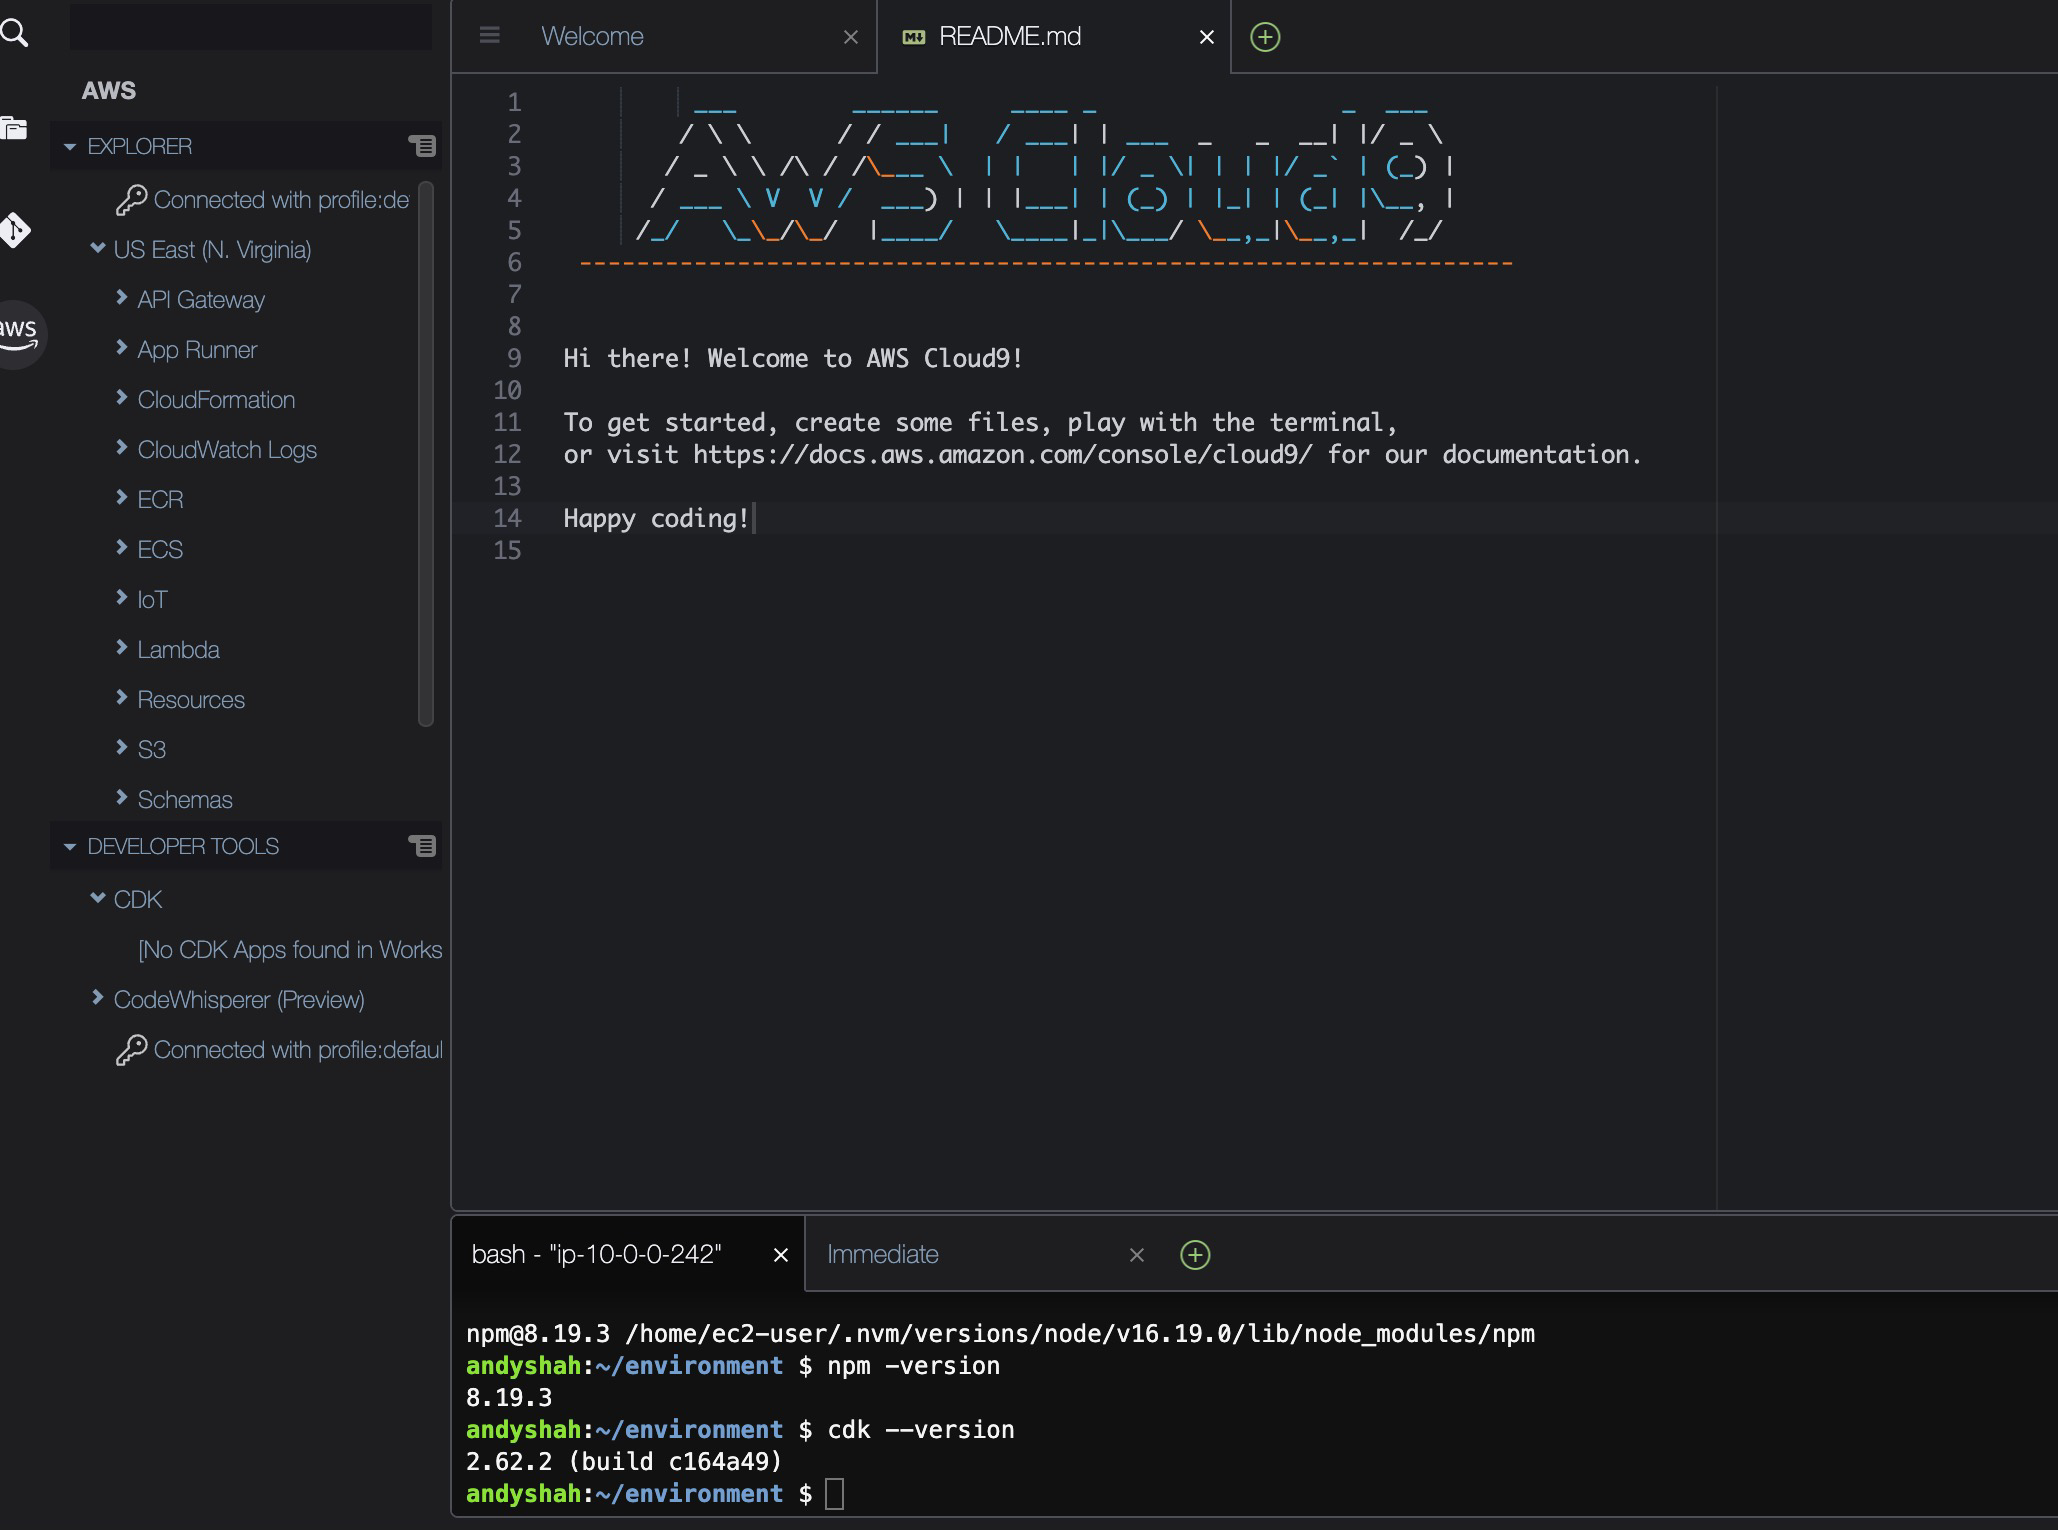 AWS
EXPLORER
Connected with profile:de
US East (N. Virginia)
API Gateway
App Runner
CloudFormation
CloudWatch Logs
ECR
ECS
IoT
Lambda
Resources
S3
Schemas
DEVELOPER TOOLS
CDK
[No CDK Apps found in Works
CodeWhisperer (Preview)
Connected with profile:defaul
aws
Welcome
README.md
1
2
3
4
5
6
7
8
9 Hi there! Welcome to AWS Cloud9!
10
11 To get started, create some files, play with the terminal,
12 or visit https://docs.aws.amazon.com/console/cloud9/ for our documentation.
13
14 Happy coding!
15
AWS Cloud9
bash - "ip-10-0-0-242"
Immediate
npm@8.19.3 /home/ec2-user/.nvm/versions/node/v16.19.0/lib/node_modules/npm
andyshah:~/environment $ npm -version
8.19.3
andyshah:~/environment $ cdk --version
2.62.2 (build c164a49)
andyshah:~/environment $